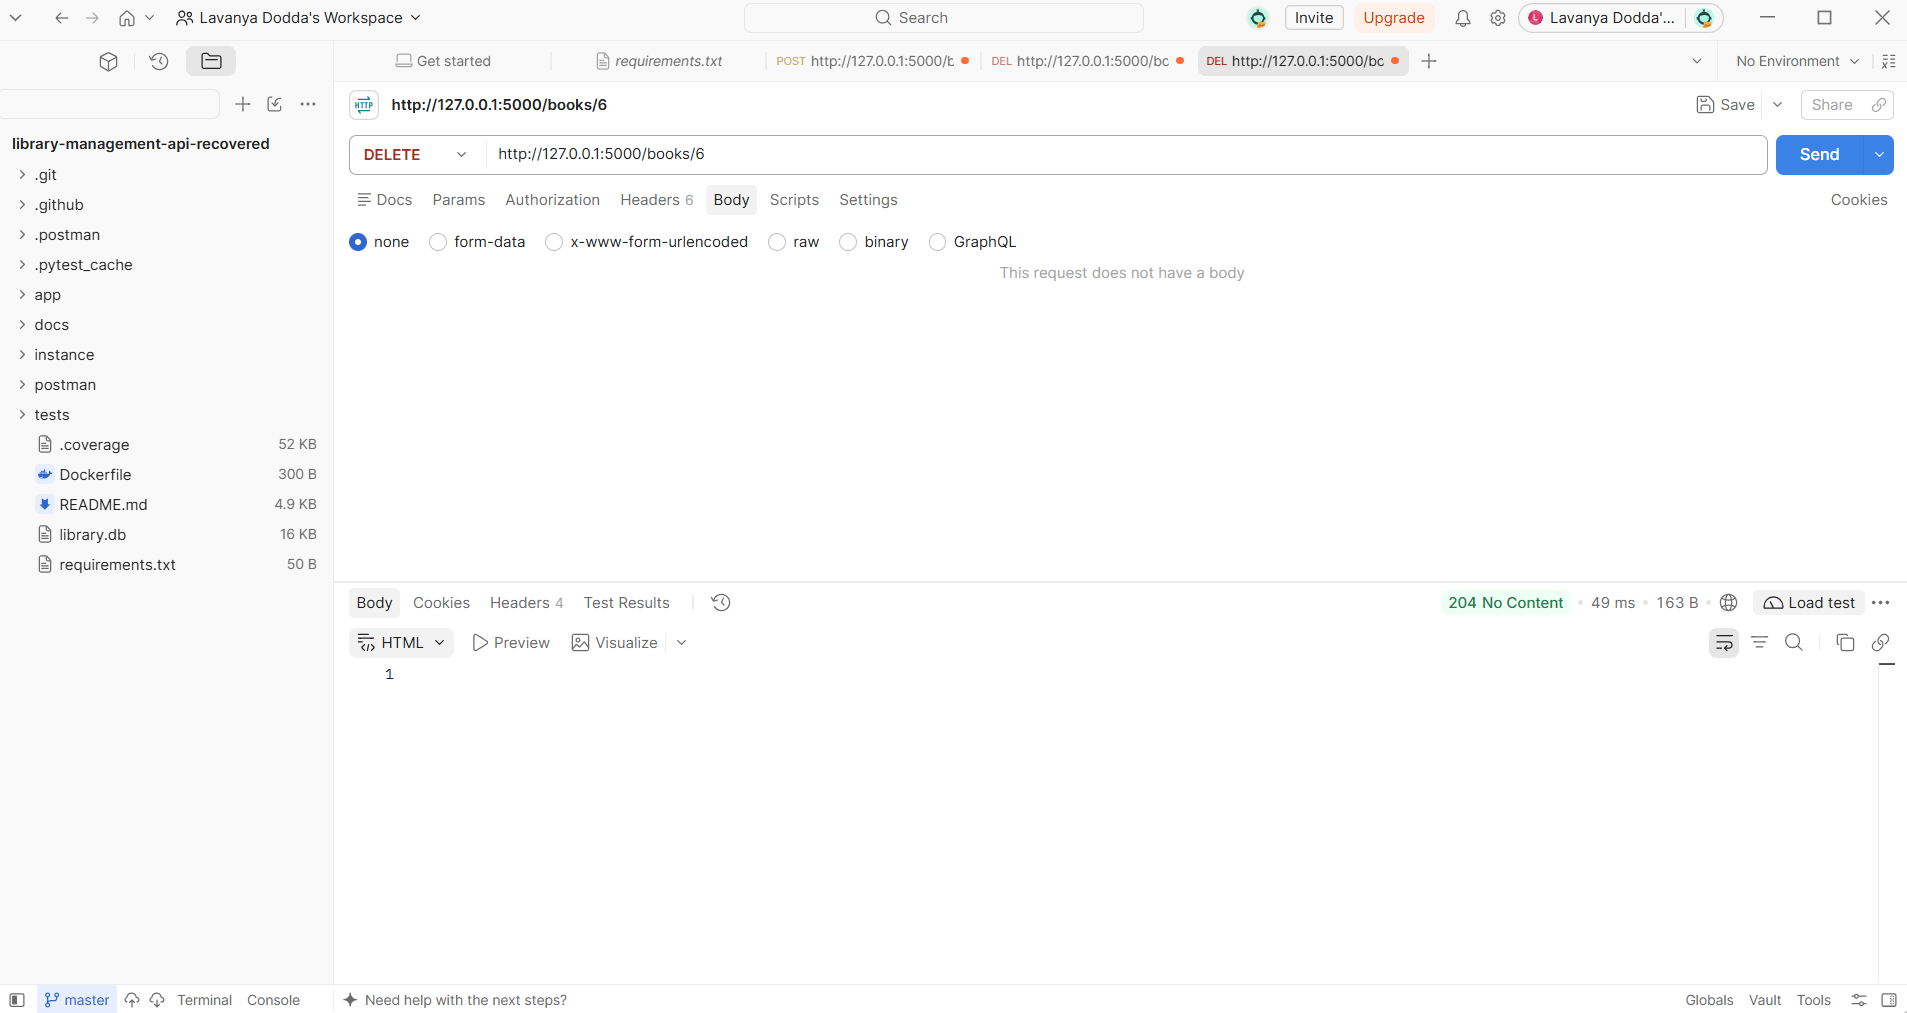 Lavanya Dodda's Workspace
Search
Invite
Upgrade
L
Lavanya Dodda'...
Get started
requirements.txt
POST http://127.0.0.1:5000/b
DEL http://127.0.0.1:5000/bc
DEL http://127.0.0.1:5000/bc
No Environment
library-management-api-recovered
.git
.github
.postman
.pytest_cache
app
docs
instance
postman
tests
.coverage 52 KB
Dockerfile 300 B
README.md 4.9 KB
library.db 16 KB
requirements.txt 50 B
HTTP
http://127.0.0.1:5000/books/6
Save
Share
DELETE
http://127.0.0.1:5000/books/6
Send
Docs
Params
Authorization
Headers 6
Body
Scripts
Settings
Cookies
none
form-data
x-www-form-urlencoded
raw
binary
GraphQL
This request does not have a body
Body
Cookies
Headers 4
Test Results
204 No Content
49 ms
163 B
Load test
HTML
Preview
Visualize
1
master
Terminal
Console
Need help with the next steps?
Globals
Vault
Tools